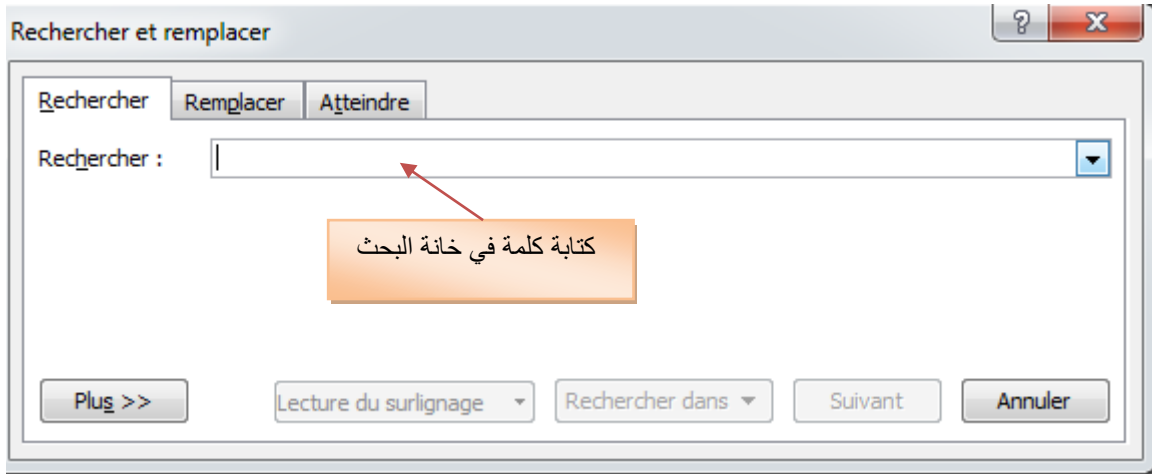 Rechercher et remplacer
Rechercher Remplacer Atteindre
Rechercher :
كتابة كلمة في خانة البحث
Plus >> Lecture du surlignage Rechercher dans Suivant Annuler